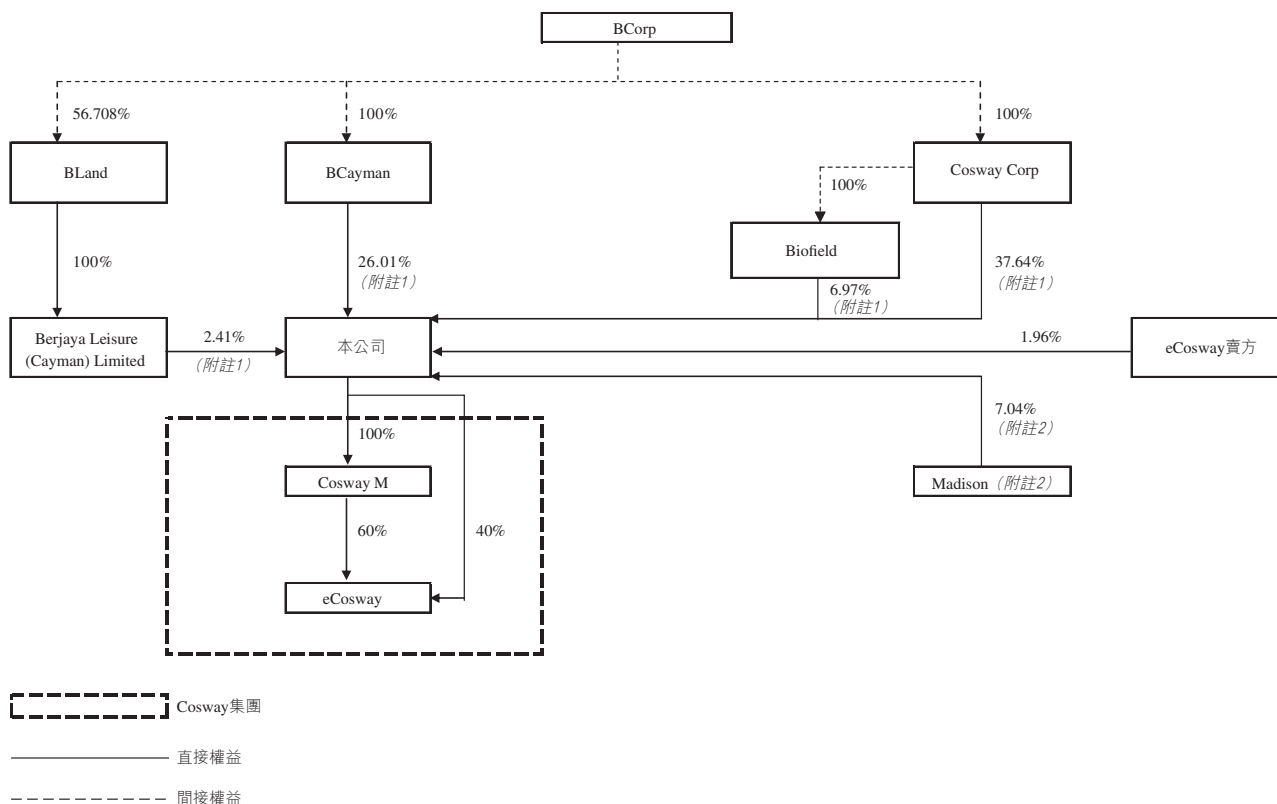 BCorp
56.708%
100%
100%
BLand
BCayman
Cosway Corp
100%
Biofield
100%
26.01%
（附註1）
6.97%
（附註1）
37.64%
（附註1）
Berjaya Leisure
(Cayman) Limited
2.41%
（附註1）
本公司
1.96%
eCosway賣方
7.04%
（附註2）
100%
Cosway M
Madison（附註2）
60%
40%
eCosway
Cosway集團
直接權益
間接權益